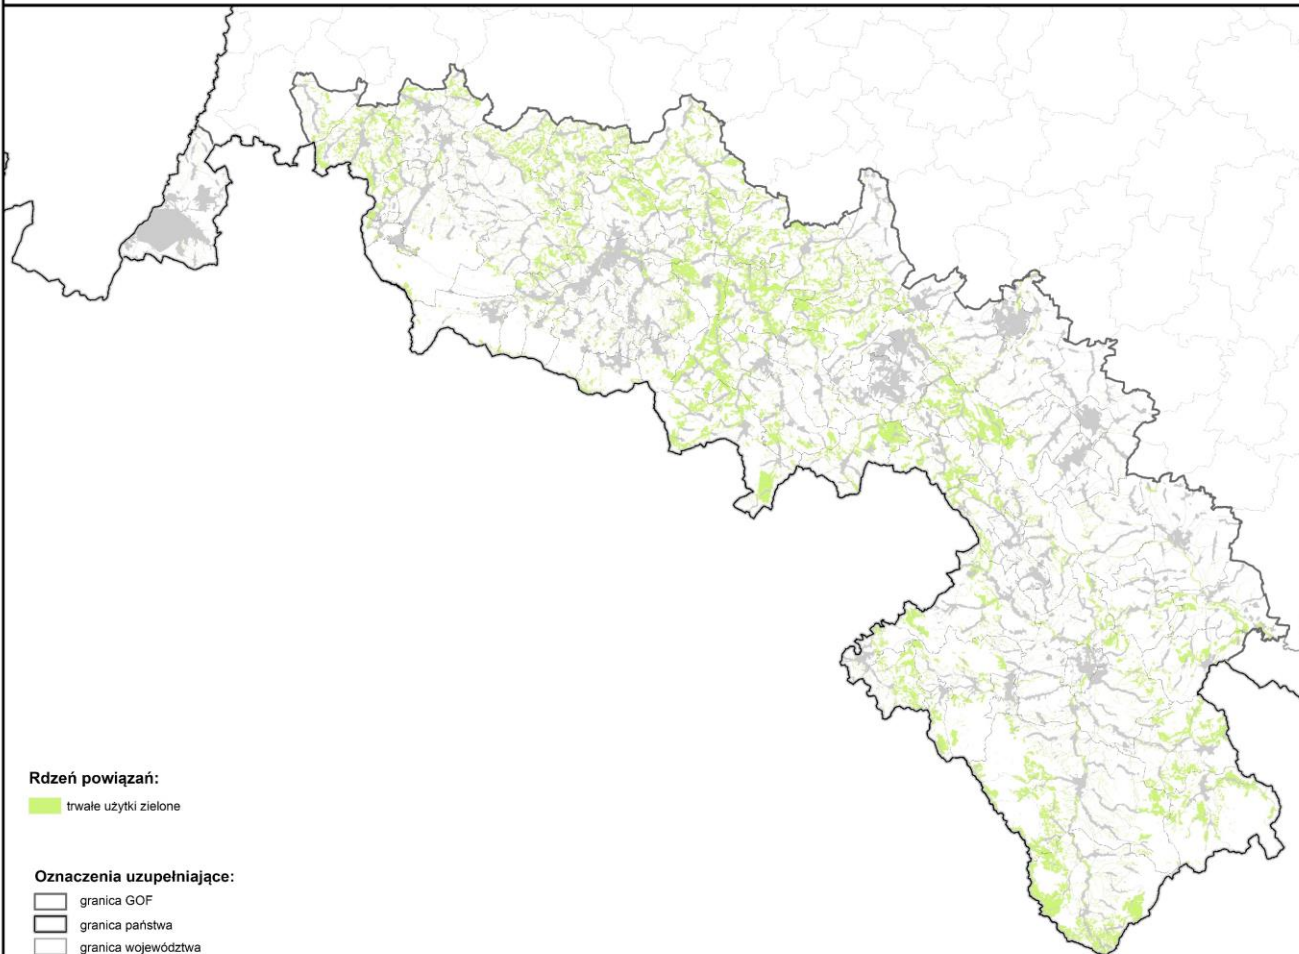 Rdzeń powiązań:
trwałe użytki zielone
Oznaczenia uzupełniające:
granica GOF
granica państwa
granica województwa